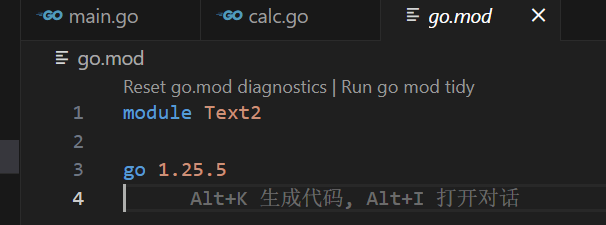 main.go
calc.go
go.mod
go.mod
Reset go.mod diagnostics | Run go mod tidy
1 module Text2
2
3 go 1.25.5
4 Alt+K 生成代码, Alt+I 打开对话